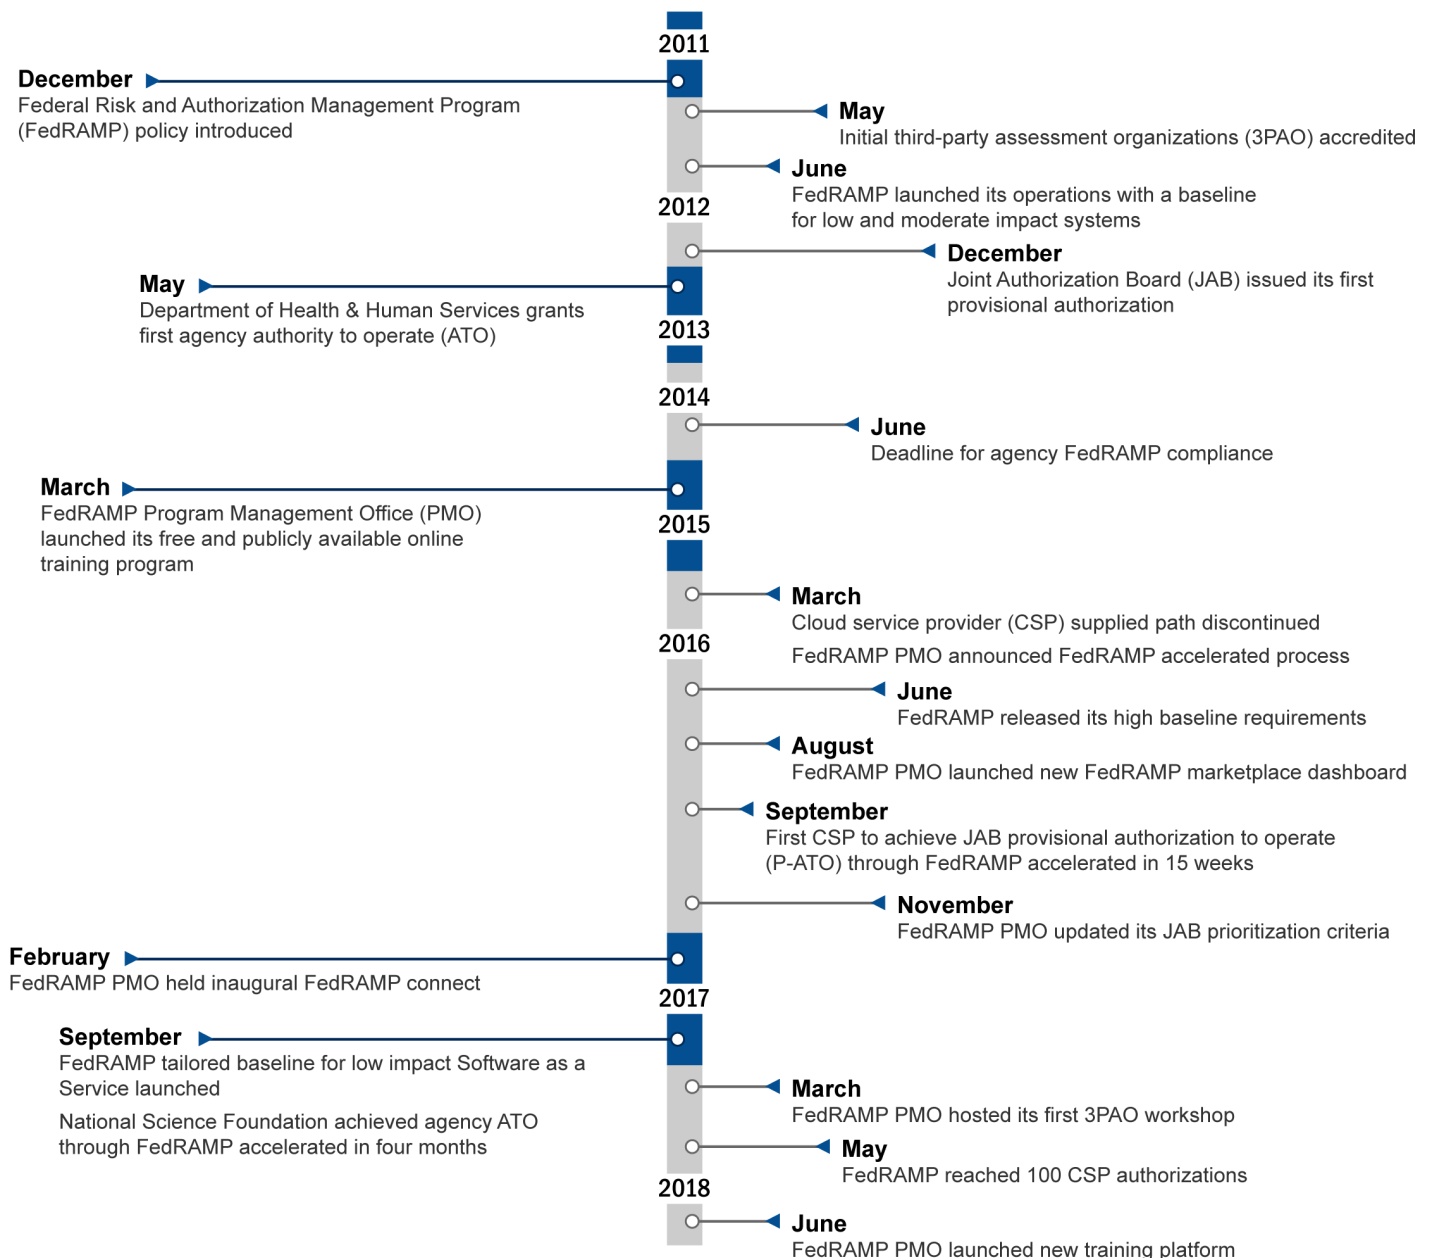 2011
December
Federal Risk and Authorization Management Program
(FedRAMP) policy introduced
May
Initial third-party assessment organizations (3PAO) accredited
June
FedRAMP launched its operations with a baseline
for low and moderate impact systems
2012
December
Joint Authorization Board (JAB) issued its first
provisional authorization
May
Department of Health & Human Services grants
first agency authority to operate (ATO)
2013
2014
June
Deadline for agency FedRAMP compliance
March
FedRAMP Program Management Office (PMO)
launched its free and publicly available online
training program
2015
March
Cloud service provider (CSP) supplied path discontinued
FedRAMP PMO announced FedRAMP accelerated process
2016
June
FedRAMP released its high baseline requirements
August
FedRAMP PMO launched new FedRAMP marketplace dashboard
September
First CSP to achieve JAB provisional authorization to operate
(P-ATO) through FedRAMP accelerated in 15 weeks
November
FedRAMP PMO updated its JAB prioritization criteria
February
FedRAMP PMO held inaugural FedRAMP connect
2017
September
FedRAMP tailored baseline for low impact Software as a
Service launched
National Science Foundation achieved agency ATO
through FedRAMP accelerated in four months
March
FedRAMP PMO hosted its first 3PAO workshop
May
FedRAMP reached 100 CSP authorizations
2018
June
FedRAMP PMO launched new training platform